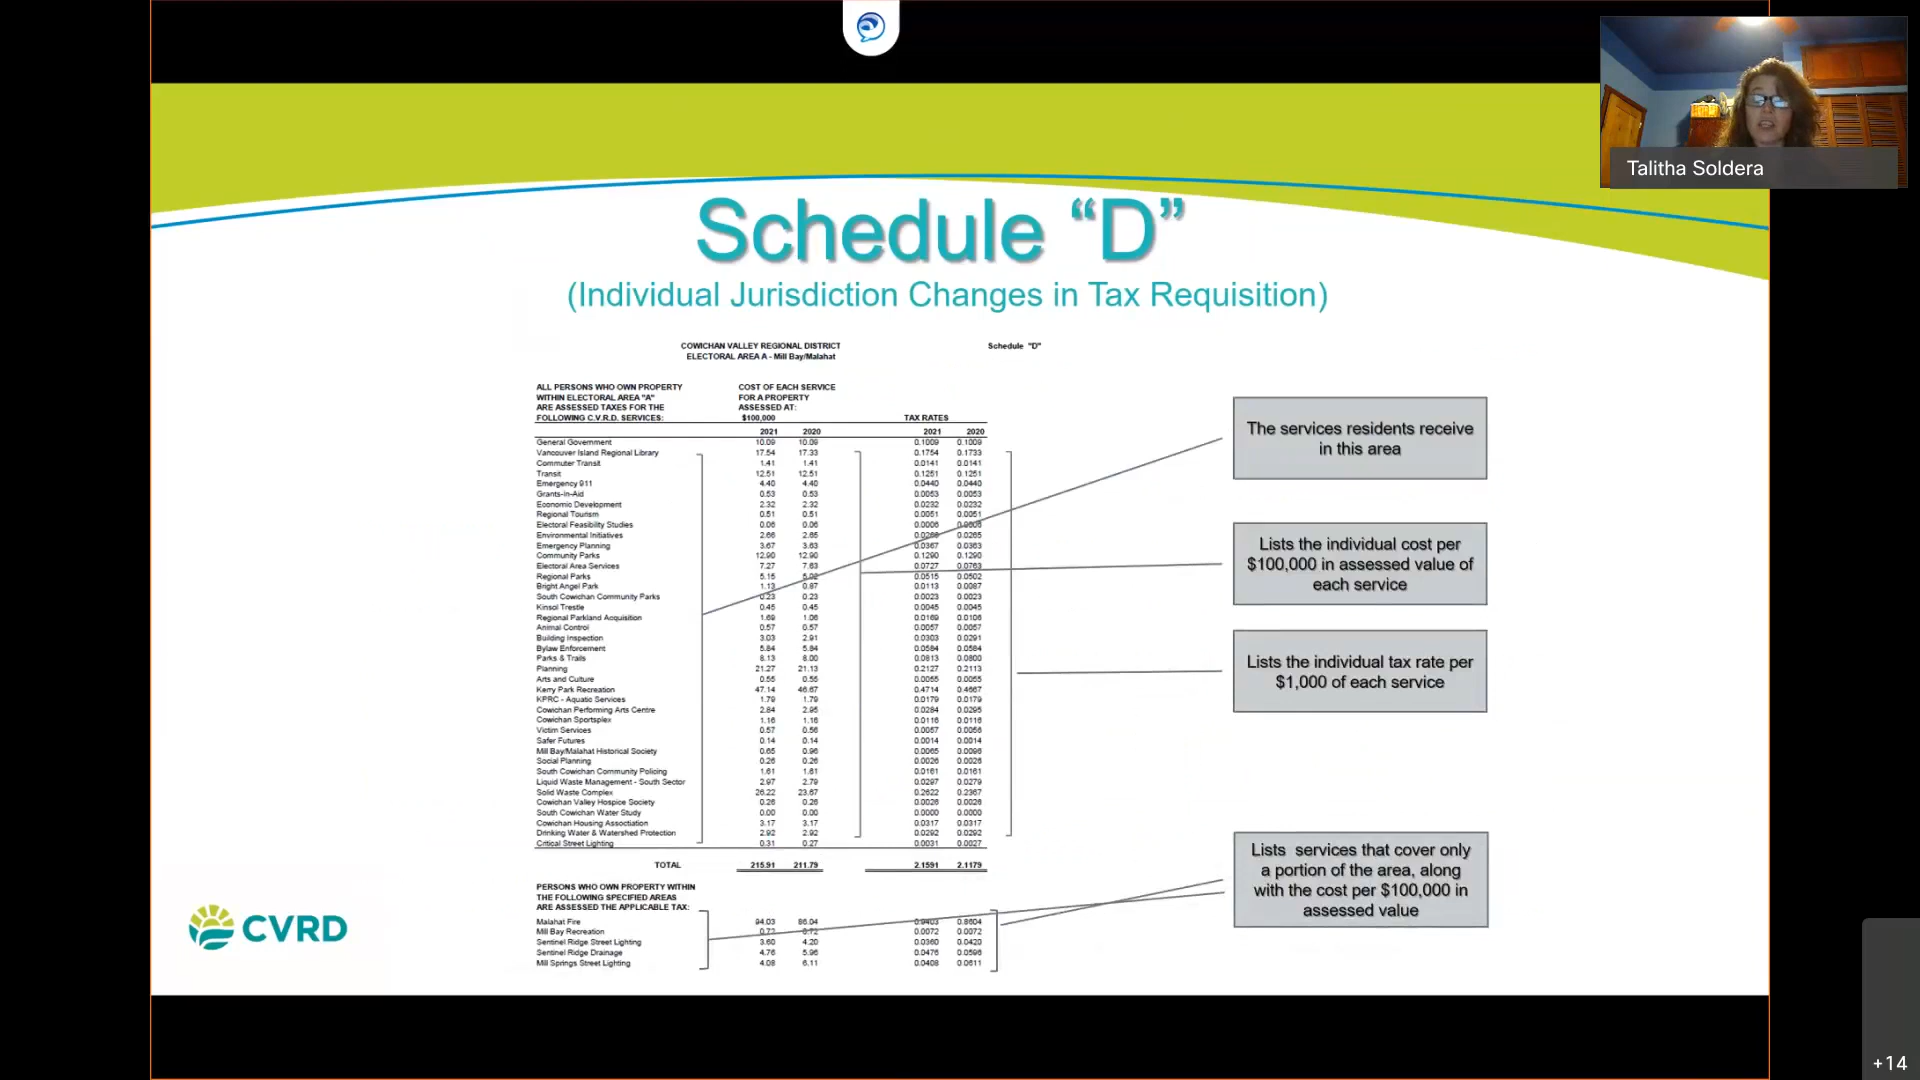 Talitha Soldera
Schedule “D”
(Individual Jurisdiction Changes in Tax Requisition)
COWICHAN VALLEY REGIONAL DISTRICT Schedule "D"
ELECTORAL AREA A - Mill Bay/Malahat
ALL PERSONS WHO OWN PROPERTY COST OF EACH SERVICE
WITHIN ELECTORAL AREA "A" FOR A PROPERTY
ARE ASSESSED TAXES FOR THE ASSESSED AT:
FOLLOWING C.V.R.D. SERVICES: $100,000 TAX RATES
2021 2020 2021 2020
General Government 10.09 10.09 0.1009 0.1009
Vancouver Island Regional Library 17.54 17.33 0.1754 0.1733
Commuter Transit 1.41 1.41 0.0141 0.0141
Transit 12.51 12.51 0.1251 0.1251
Emergency 911 4.40 4.40 0.0440 0.0440
Grants-In-Aid 0.53 0.53 0.0053 0.0053
Economic Development 2.32 2.32 0.0232 0.0232
Regional Tourism 0.51 0.51 0.0051 0.0051
Electoral Feasibility Studies 0.06 0.06 0.0006 0.0006
Environmental Initiatives 2.66 2.65 0.0266 0.0265
Emergency Planning 3.67 3.63 0.0367 0.0363
Community Parks 12.90 12.90 0.1290 0.1290
Electoral Area Services 7.27 7.63 0.0727 0.0763
Regional Parks 5.15 5.02 0.0515 0.0502
Bright Angel Park 1.13 0.87 0.0113 0.0087
South Cowichan Community Parks 0.23 0.23 0.0023 0.0023
Kinsol Trestle 0.45 0.45 0.0045 0.0045
Regional Parkland Acquisition 1.69 1.06 0.0169 0.0106
Animal Control 0.57 0.57 0.0057 0.0057
Building Inspection 3.03 2.91 0.0303 0.0291
Bylaw Enforcement 5.84 5.84 0.0584 0.0584
Parks & Trails 8.13 8.00 0.0813 0.0800
Planning 21.27 21.13 0.2127 0.2113
Arts and Culture 0.55 0.55 0.0055 0.0055
Kerry Park Recreation 47.14 46.67 0.4714 0.4667
KPRC - Aquatic Services 1.79 1.79 0.0179 0.0179
Cowichan Performing Arts Centre 2.84 2.95 0.0284 0.0295
Cowichan Sportsplex 1.16 1.16 0.0116 0.0116
Victim Services 0.57 0.56 0.0057 0.0056
Safer Futures 0.14 0.14 0.0014 0.0014
Mill Bay/Malahat Historical Society 0.65 0.96 0.0065 0.0096
Social Planning 0.26 0.26 0.0026 0.0026
South Cowichan Community Policing 1.61 1.61 0.0161 0.0161
Liquid Waste Management - South Sector 2.97 2.79 0.0297 0.0279
Solid Waste Complex 26.22 23.67 0.2622 0.2367
Cowichan Valley Hospice Society 0.26 0.26 0.0026 0.0026
South Cowichan Water Study 0.00 0.00 0.0000 0.0000
Cowichan Housing Association 3.17 3.17 0.0317 0.0317
Drinking Water & Watershed Protection 2.92 2.92 0.0292 0.0292
Critical Street Lighting 0.31 0.27 0.0031 0.0027
TOTAL 215.91 211.79 2.1591 2.1179
PERSONS WHO OWN PROPERTY WITHIN
THE FOLLOWING SPECIFIED AREAS
ARE ASSESSED THE APPLICABLE TAX:
Malahat Fire 94.03 86.04 0.9403 0.8604
Mill Bay Recreation 0.72 0.72 0.0072 0.0072
Sentinel Ridge Street Lighting 3.60 4.20 0.0360 0.0420
Sentinel Ridge Drainage 4.76 5.96 0.0476 0.0596
Mill Springs Street Lighting 4.08 6.11 0.0408 0.0611
The services residents receive
in this area
Lists the individual cost per
$100,000 in assessed value of
each service
Lists the individual tax rate per
$1,000 of each service
Lists services that cover only
a portion of the area, along
with the cost per $100,000 in
assessed value
CVRD
+14